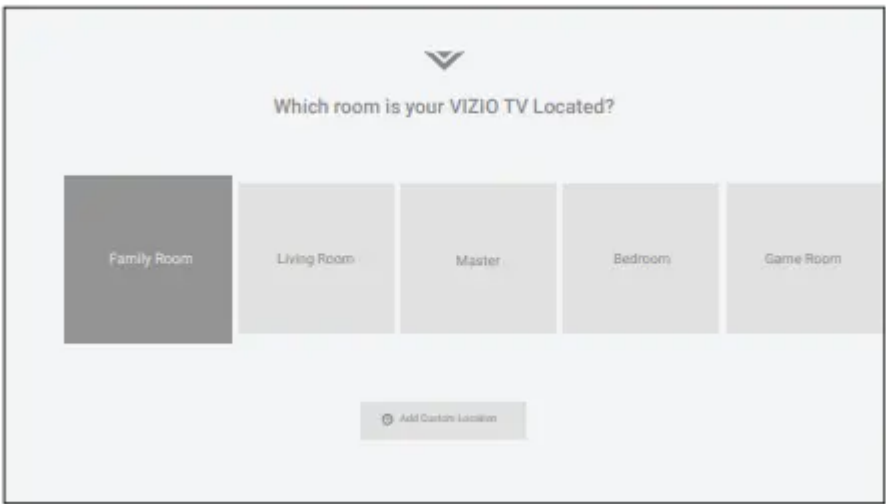 Which room is your VIZIO TV Located?
Family Room
Living Room
Master
Bedroom
Game Room
Add Custom Location